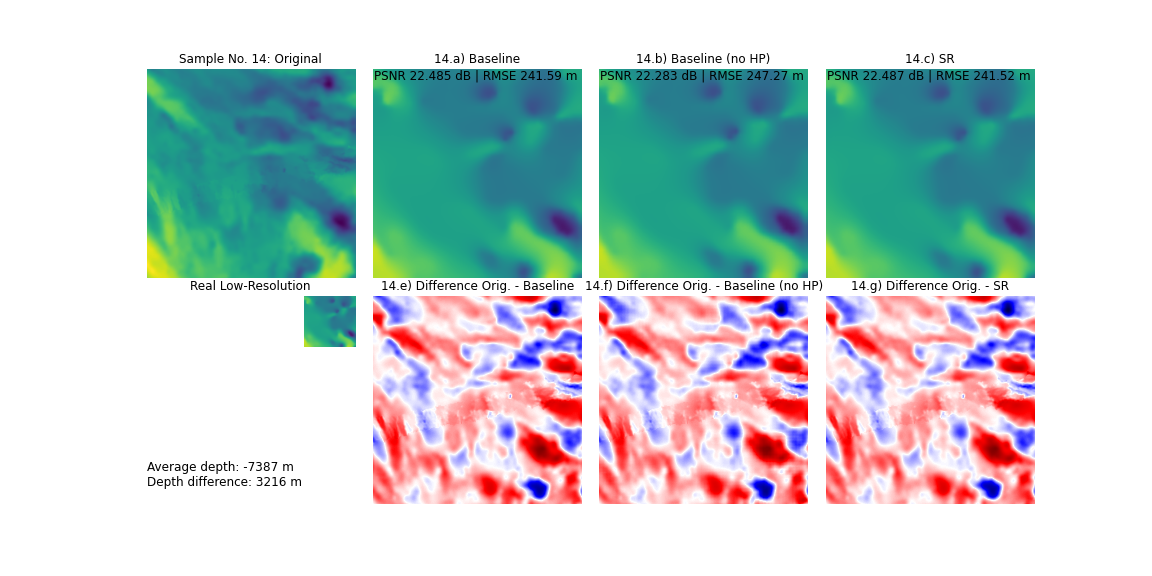 Sample No. 14: Original
14.a) Baseline
14.b) Baseline (no HP)
14.c) SR
PSNR 22.485 dB | RMSE 241.59 m
PSNR 22.283 dB | RMSE 247.27 m
PSNR 22.487 dB | RMSE 241.52 m
Real Low-Resolution
14.e) Difference Orig. - Baseline
14.f) Difference Orig. - Baseline (no HP)
14.g) Difference Orig. - SR
Average depth: -7387 m
Depth difference: 3216 m